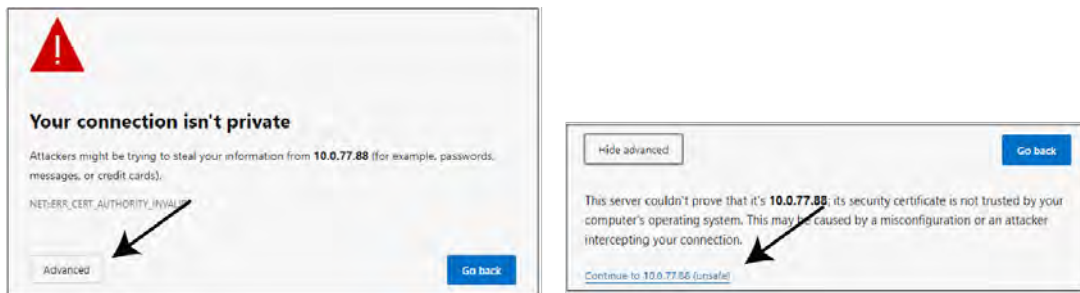 Your connection isn't private
Attackers might be trying to steal your information from 10.0.77.88 (for example, passwords,
messages, or credit cards).
NET::ERR_CERT_AUTHORITY_INVALID
Advanced
Go back
Hide advanced
Go back
This server couldn't prove that it's 10.0.77.88; its security certificate is not trusted by your
computer's operating system. This may be caused by a misconfiguration or an attacker
intercepting your connection.
Continue to 10.0.77.88 (unsafe)